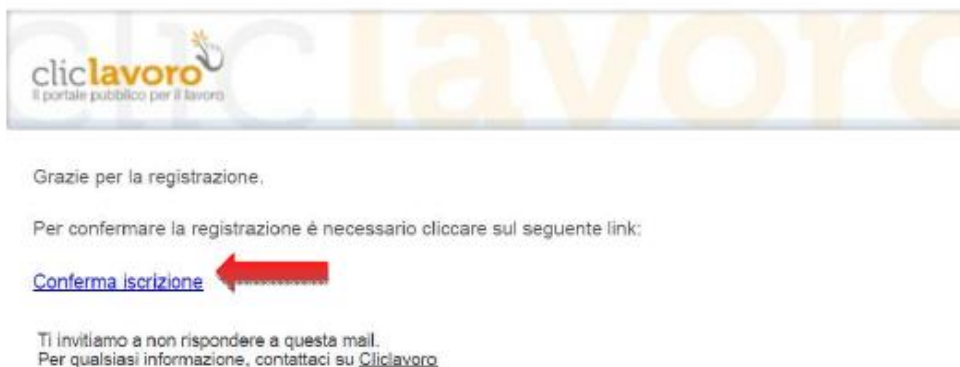 cliclavoro
cliclavoro
Il portale pubblico per il lavoro
Grazie per la registrazione.
Per confermare la registrazione è necessario cliccare sul seguente link:
Conferma iscrizione
Ti invitiamo a non rispondere a questa mail.
Per qualsiasi informazione, contattaci su Cliclavoro